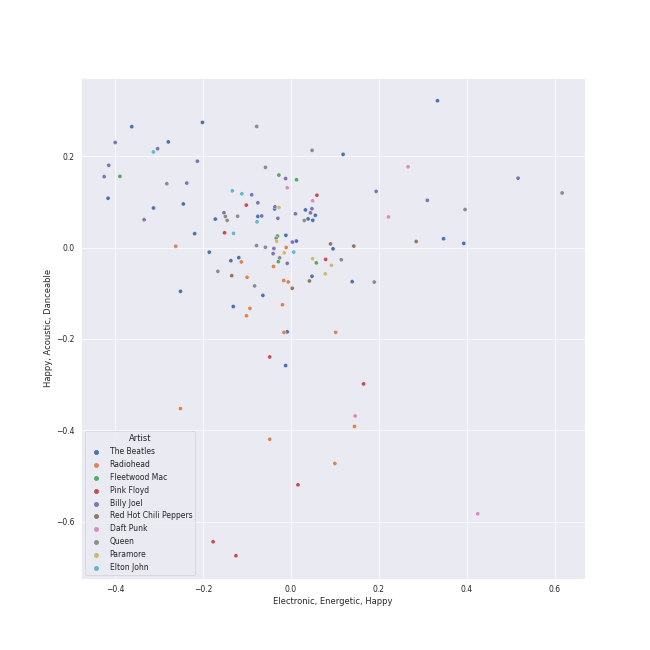 0.2
0.0
−0.2
−0.4
−0.6
Happy, Acoustic, Danceable
Artist
The Beatles
Radiohead
Fleetwood Mac
Pink Floyd
Billy Joel
Red Hot Chili Peppers
Daft Punk
Queen
Paramore
Elton John
−0.4 −0.2 0.0 0.2 0.4 0.6
Electronic, Energetic, Happy